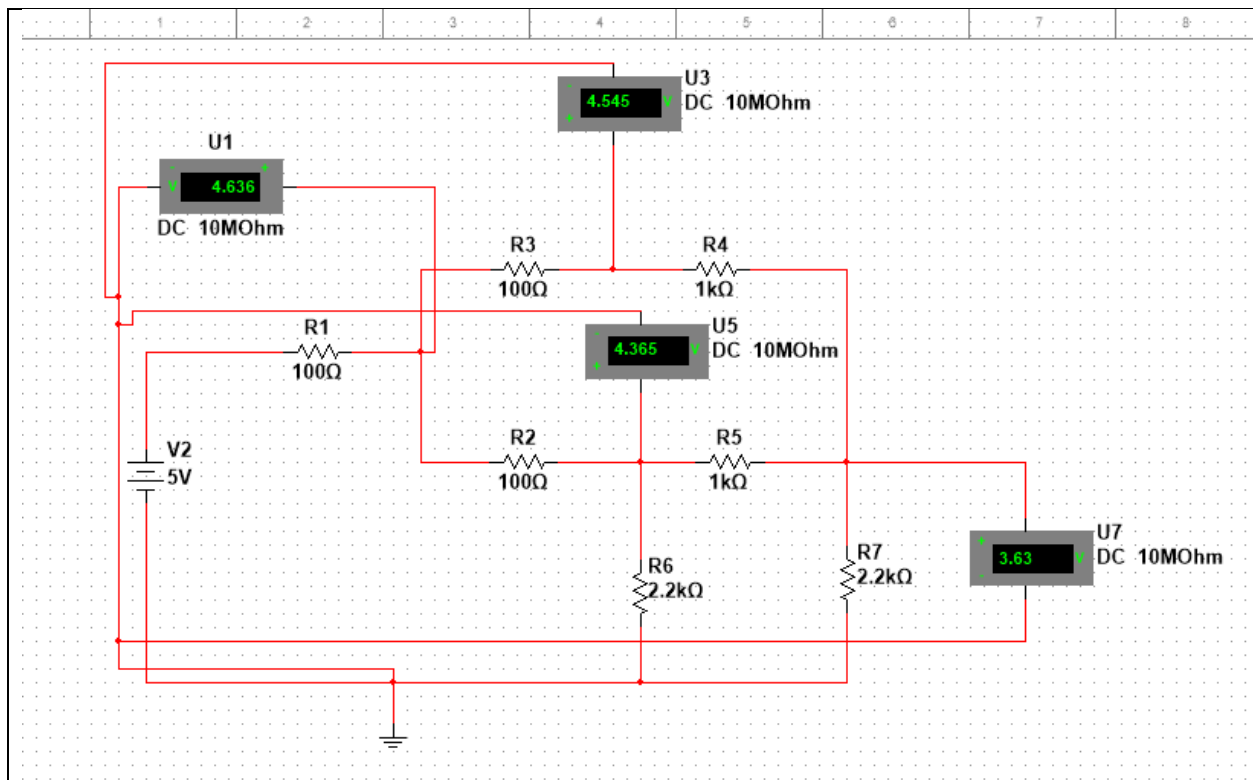 1 2 3 4 5 6 7 8
U3
- 4.545 V
+
DC 10MOhm
U1
- +
V 4.636
DC 10MOhm
R3
100Ω
R4
1kΩ
U5
- 4.365 V
+
DC 10MOhm
R1
100Ω
V2
5V
R2
100Ω
R5
1kΩ
U7
+
3.63 V
-
DC 10MOhm
R6
2.2kΩ
R7
2.2kΩ